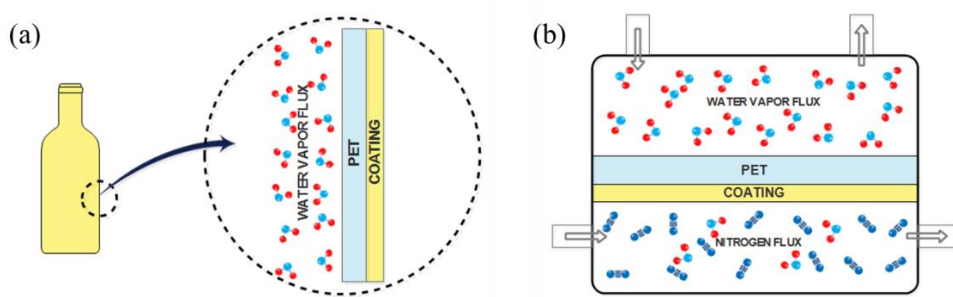 (a)
WATER VAPOR FLUX
PET
COATING
(b)
WATER VAPOR FLUX
PET
COATING
NITROGEN FLUX